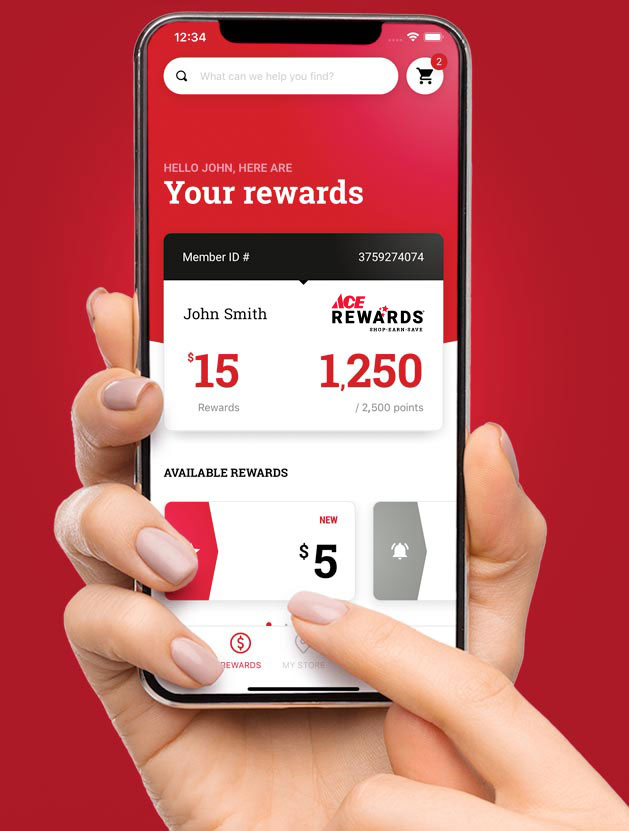 12:34
What can we help you find?
2
HELLO JOHN, HERE ARE
Your rewards
Member ID # 3759274074
John Smith
ACE
REWARDS
SHOP·EARN·SAVE
$15 1,250
Rewards / 2,500 points
AVAILABLE REWARDS
NEW
$5
REWARDS MY STORE